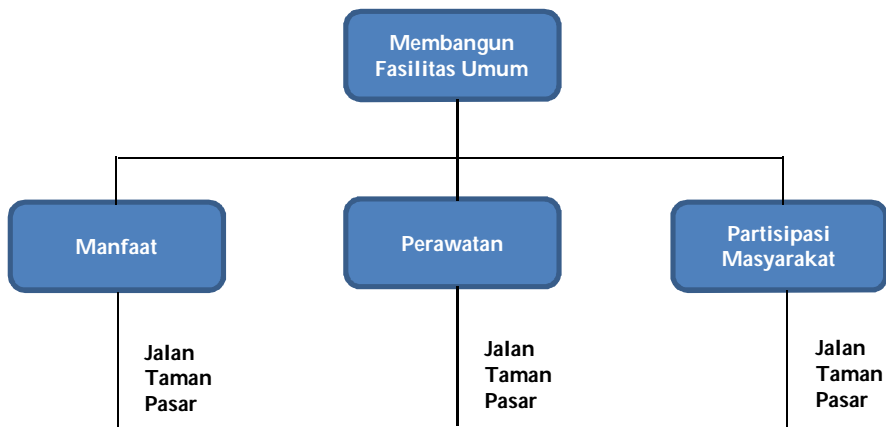 Membangun
Fasilitas Umum
Manfaat
Perawatan
Partisipasi
Masyarakat
Jalan
Taman
Pasar
Jalan
Taman
Pasar
Jalan
Taman
Pasar